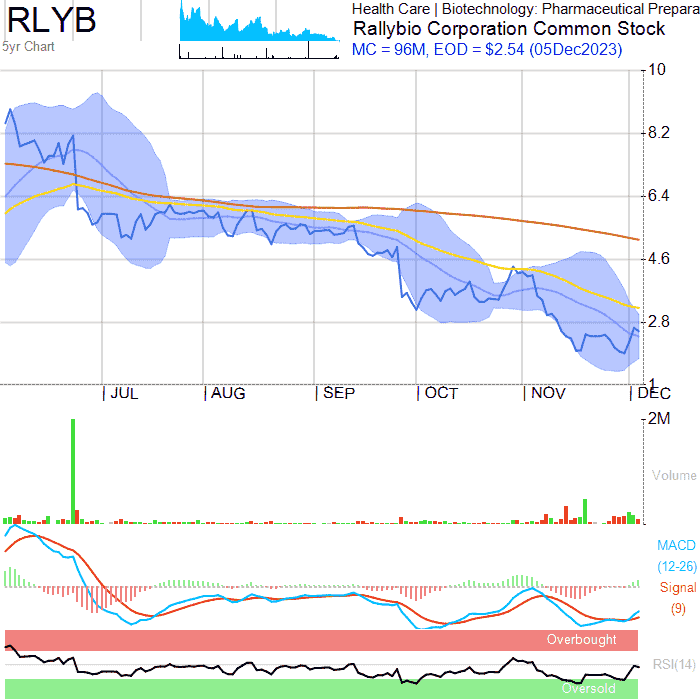 RLYB
5yr Chart
Health Care | Biotechnology: Pharmaceutical Prepara
Rallybio Corporation Common Stock
MC = 96M, EOD = $2.54 (05Dec2023)
10
8.2
6.4
4.6
2.8
1
JUL
AUG
SEP
OCT
NOV
DEC
2M
Volume
MACD
(12-26)
Signal
(9)
Overbought
RSI(14)
Oversold